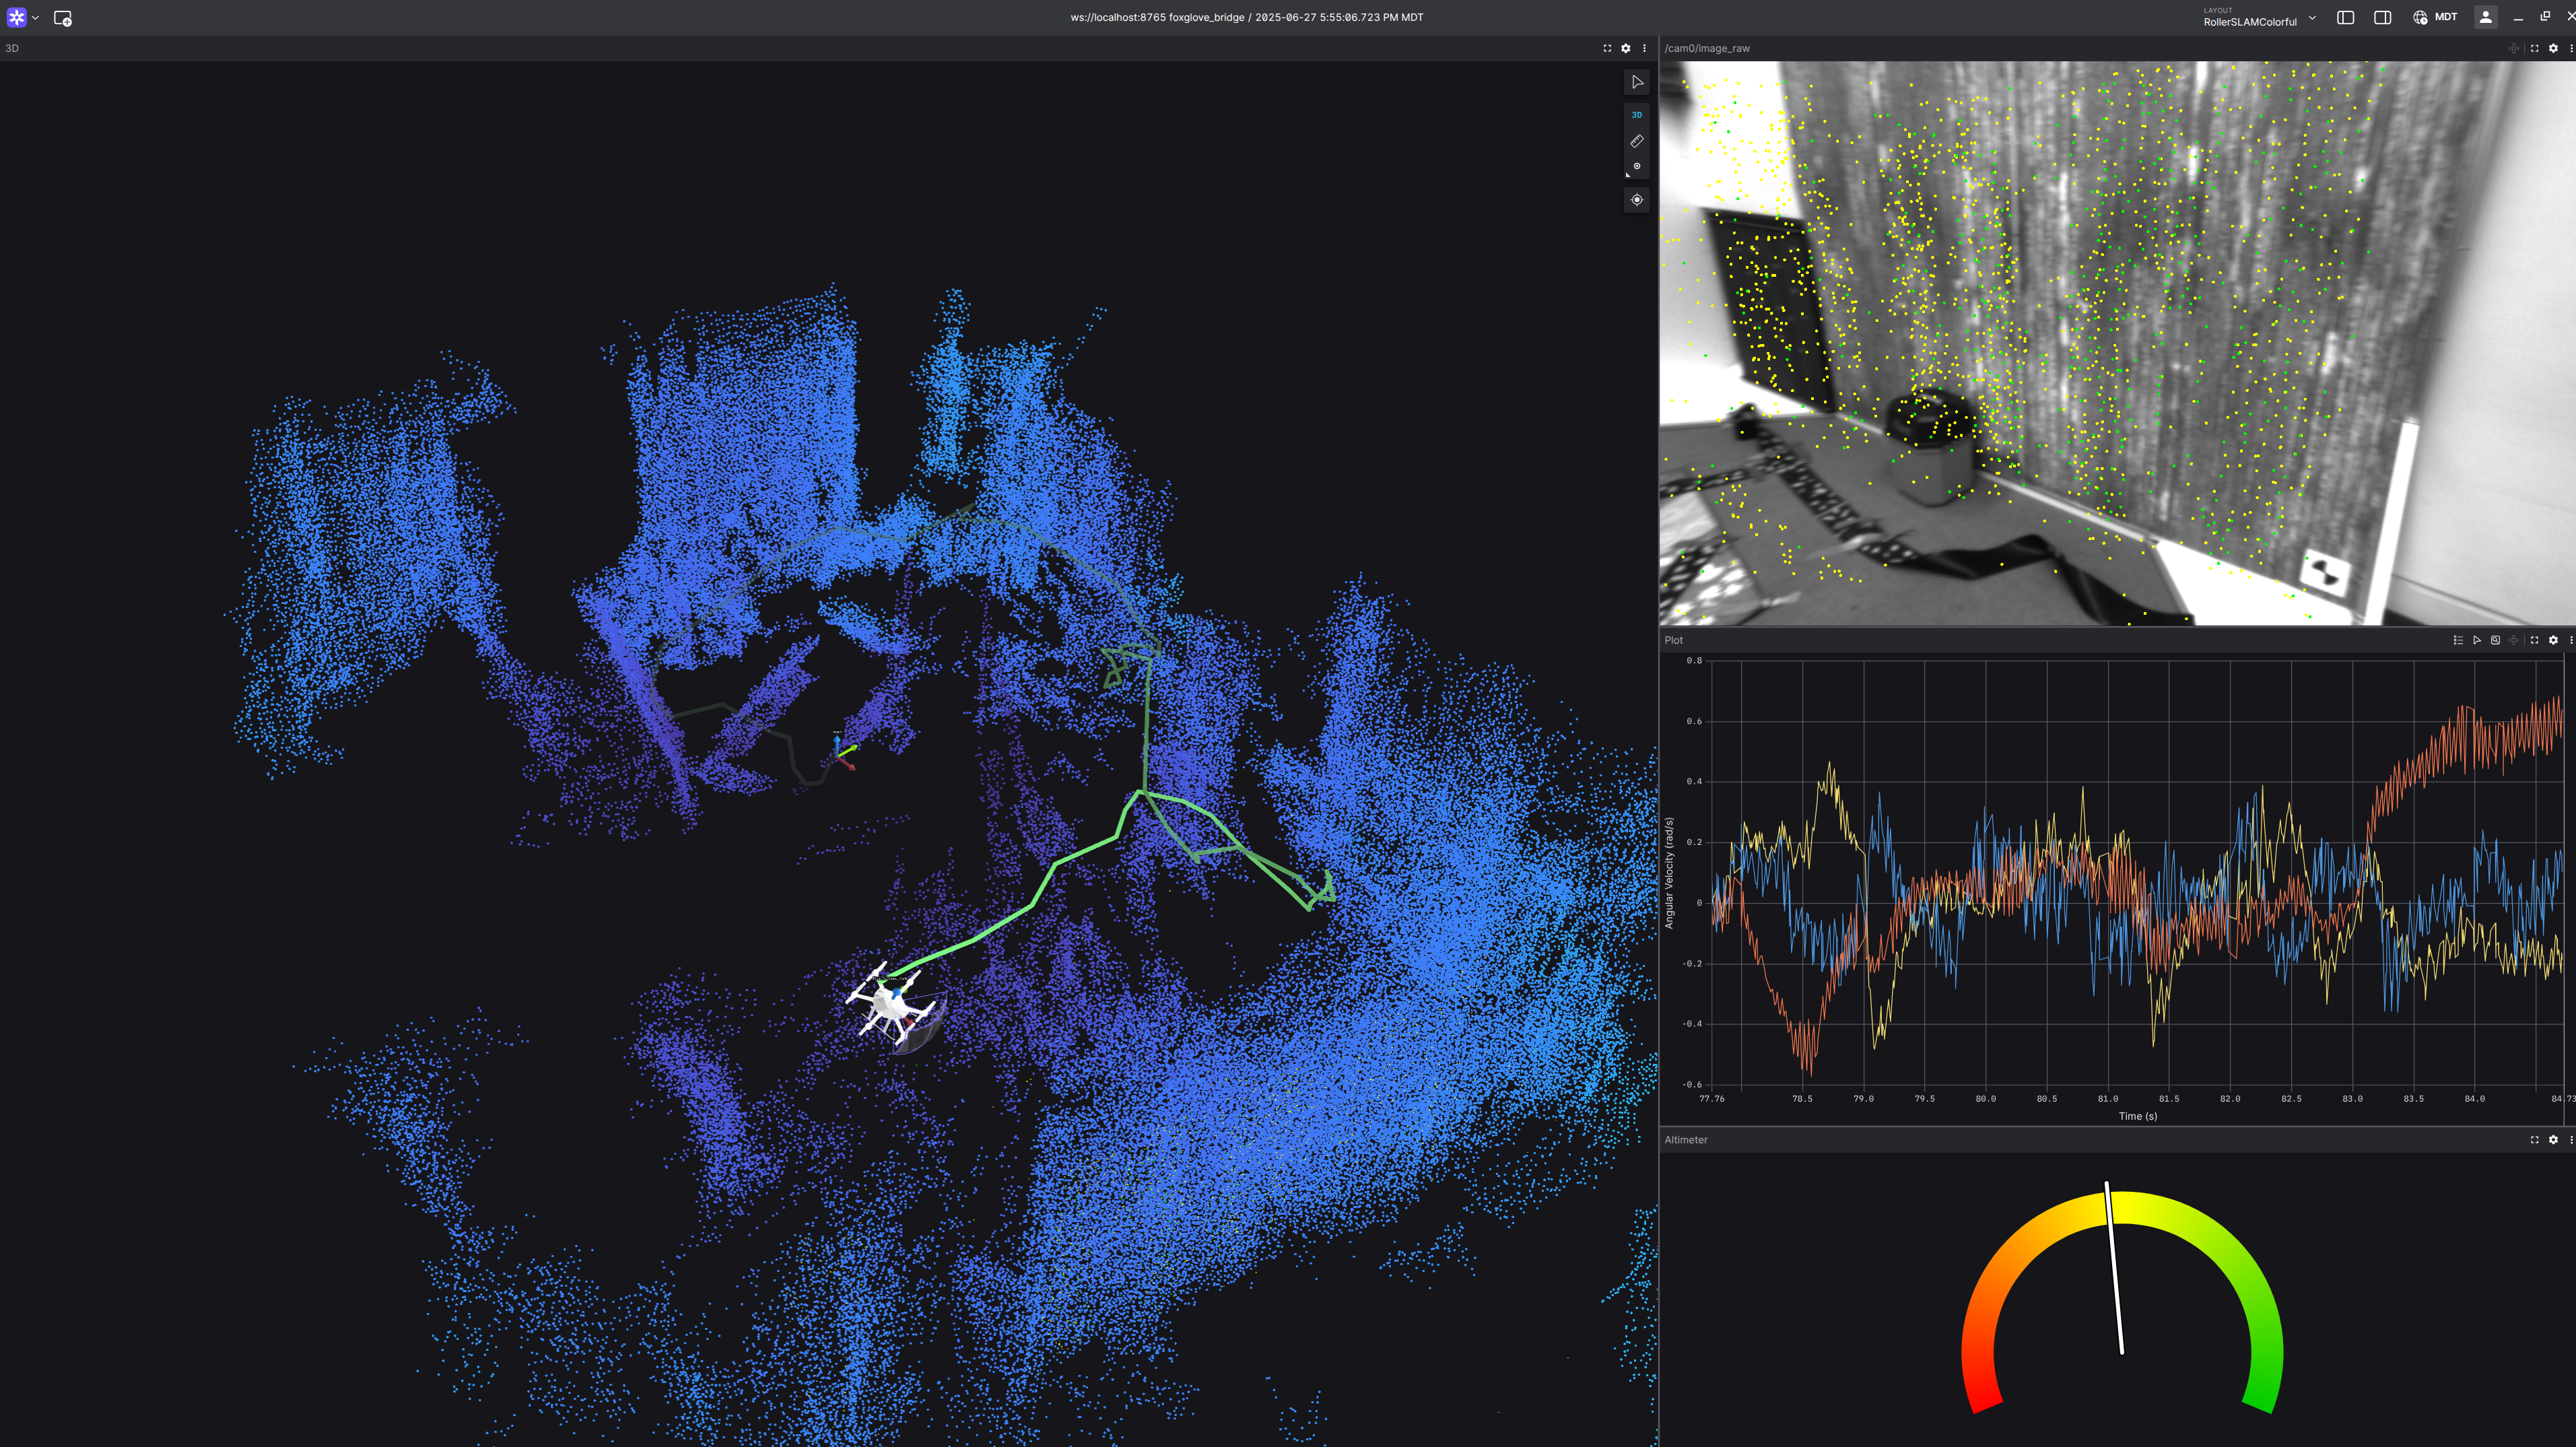 ws://localhost:8765 foxglove_bridge / 2025-06-27 5:55:06.723 PM MDT
LAYOUT
RollerSLAMColorful
MDT
3D
3D
/cam0/image_raw
Plot
0.8
0.6
0.4
0.2
0
-0.2
-0.4
-0.6
Angular Velocity (rad/s)
77.76 78.5 79.0 79.5 80.0 80.5 81.0 81.5 82.0 82.5 83.0 83.5 84.0 84.73
Time (s)
Altimeter